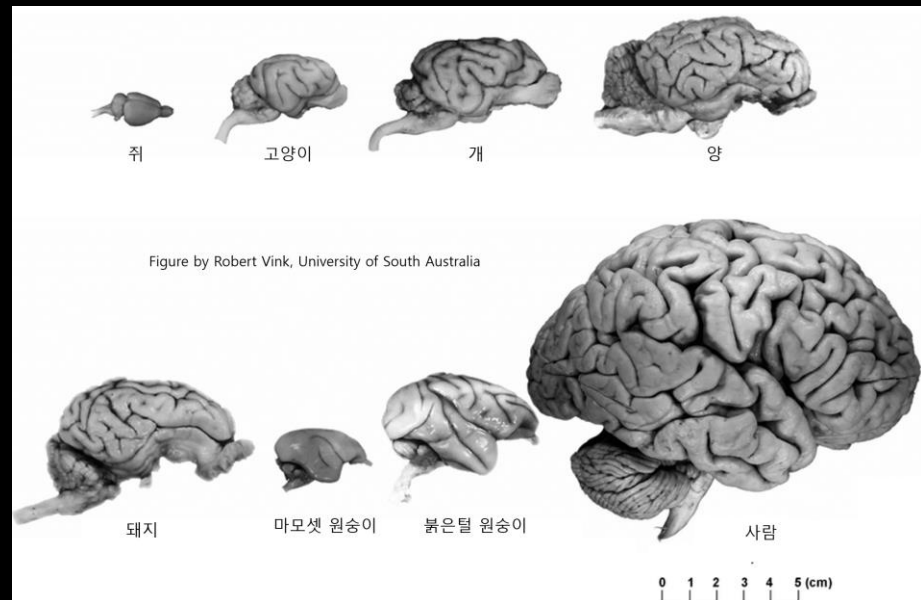 쥐
고양이
개
양
Figure by Robert Vink, University of South Australia
돼지
마모셋 원숭이
붉은털 원숭이
사람
0 1 2 3 4 5 (cm)